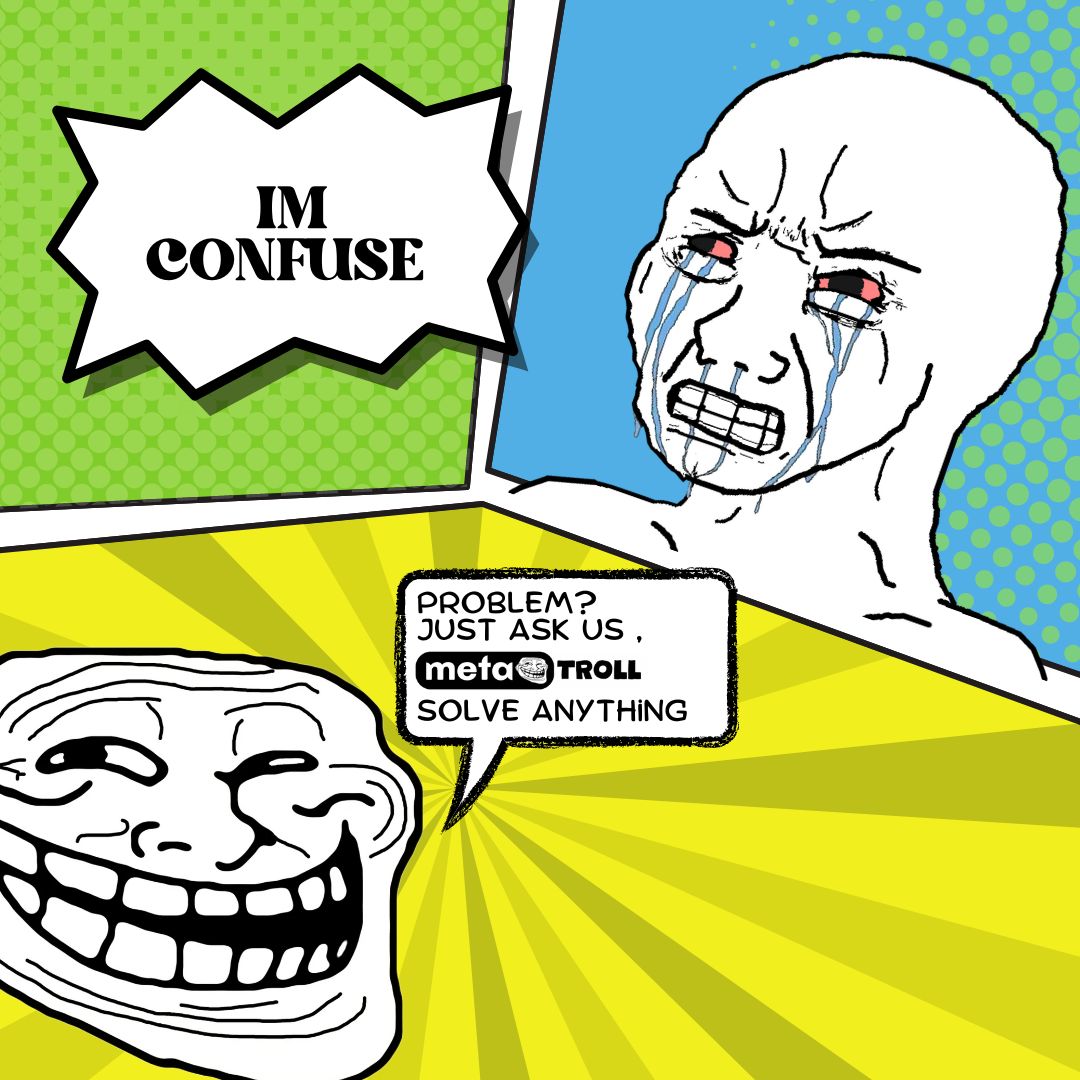 IM
CONFUSE
PROBLEM?
JUST ASK US ,
meta TROLL
SOLVE ANYTHING